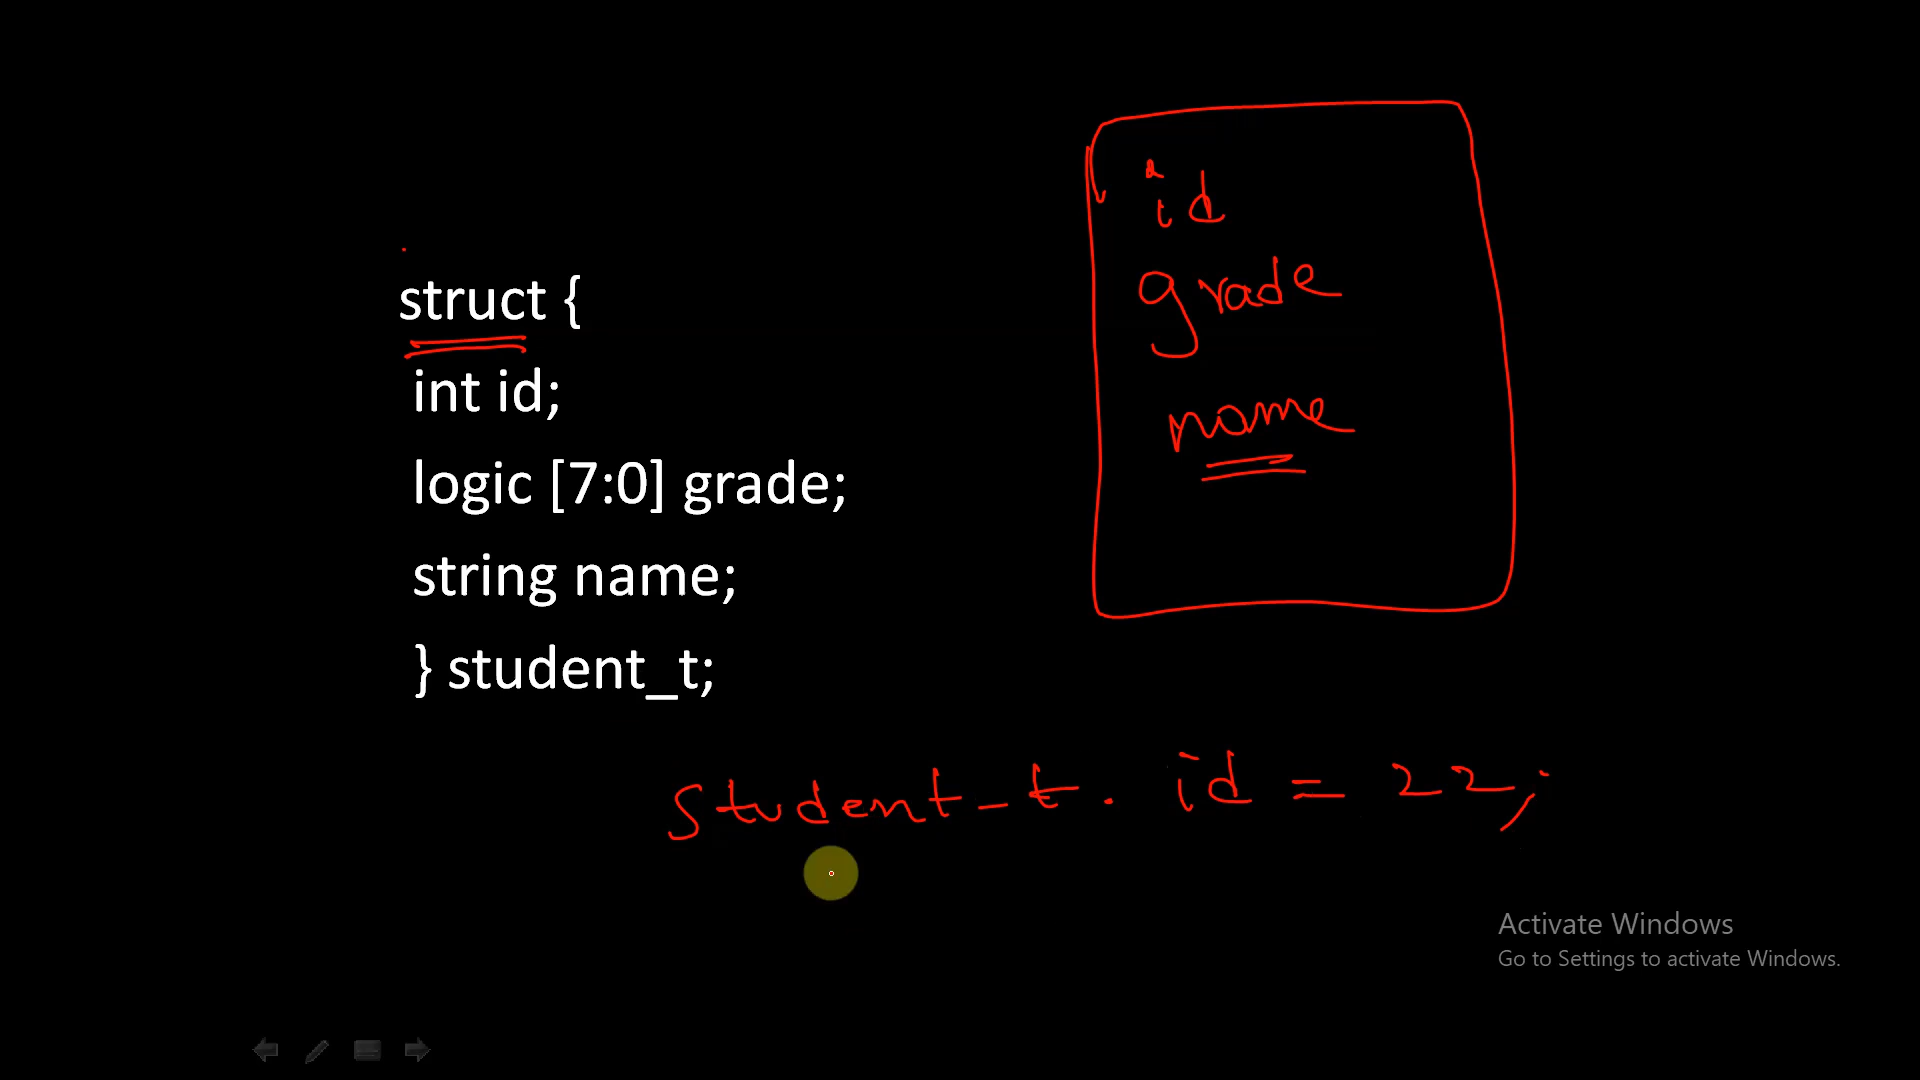 struct {
int id;
logic [7:0] grade;
string name;
} student_t;
id
grade
name
student_t. id = 22;
Activate Windows
Go to Settings to activate Windows.